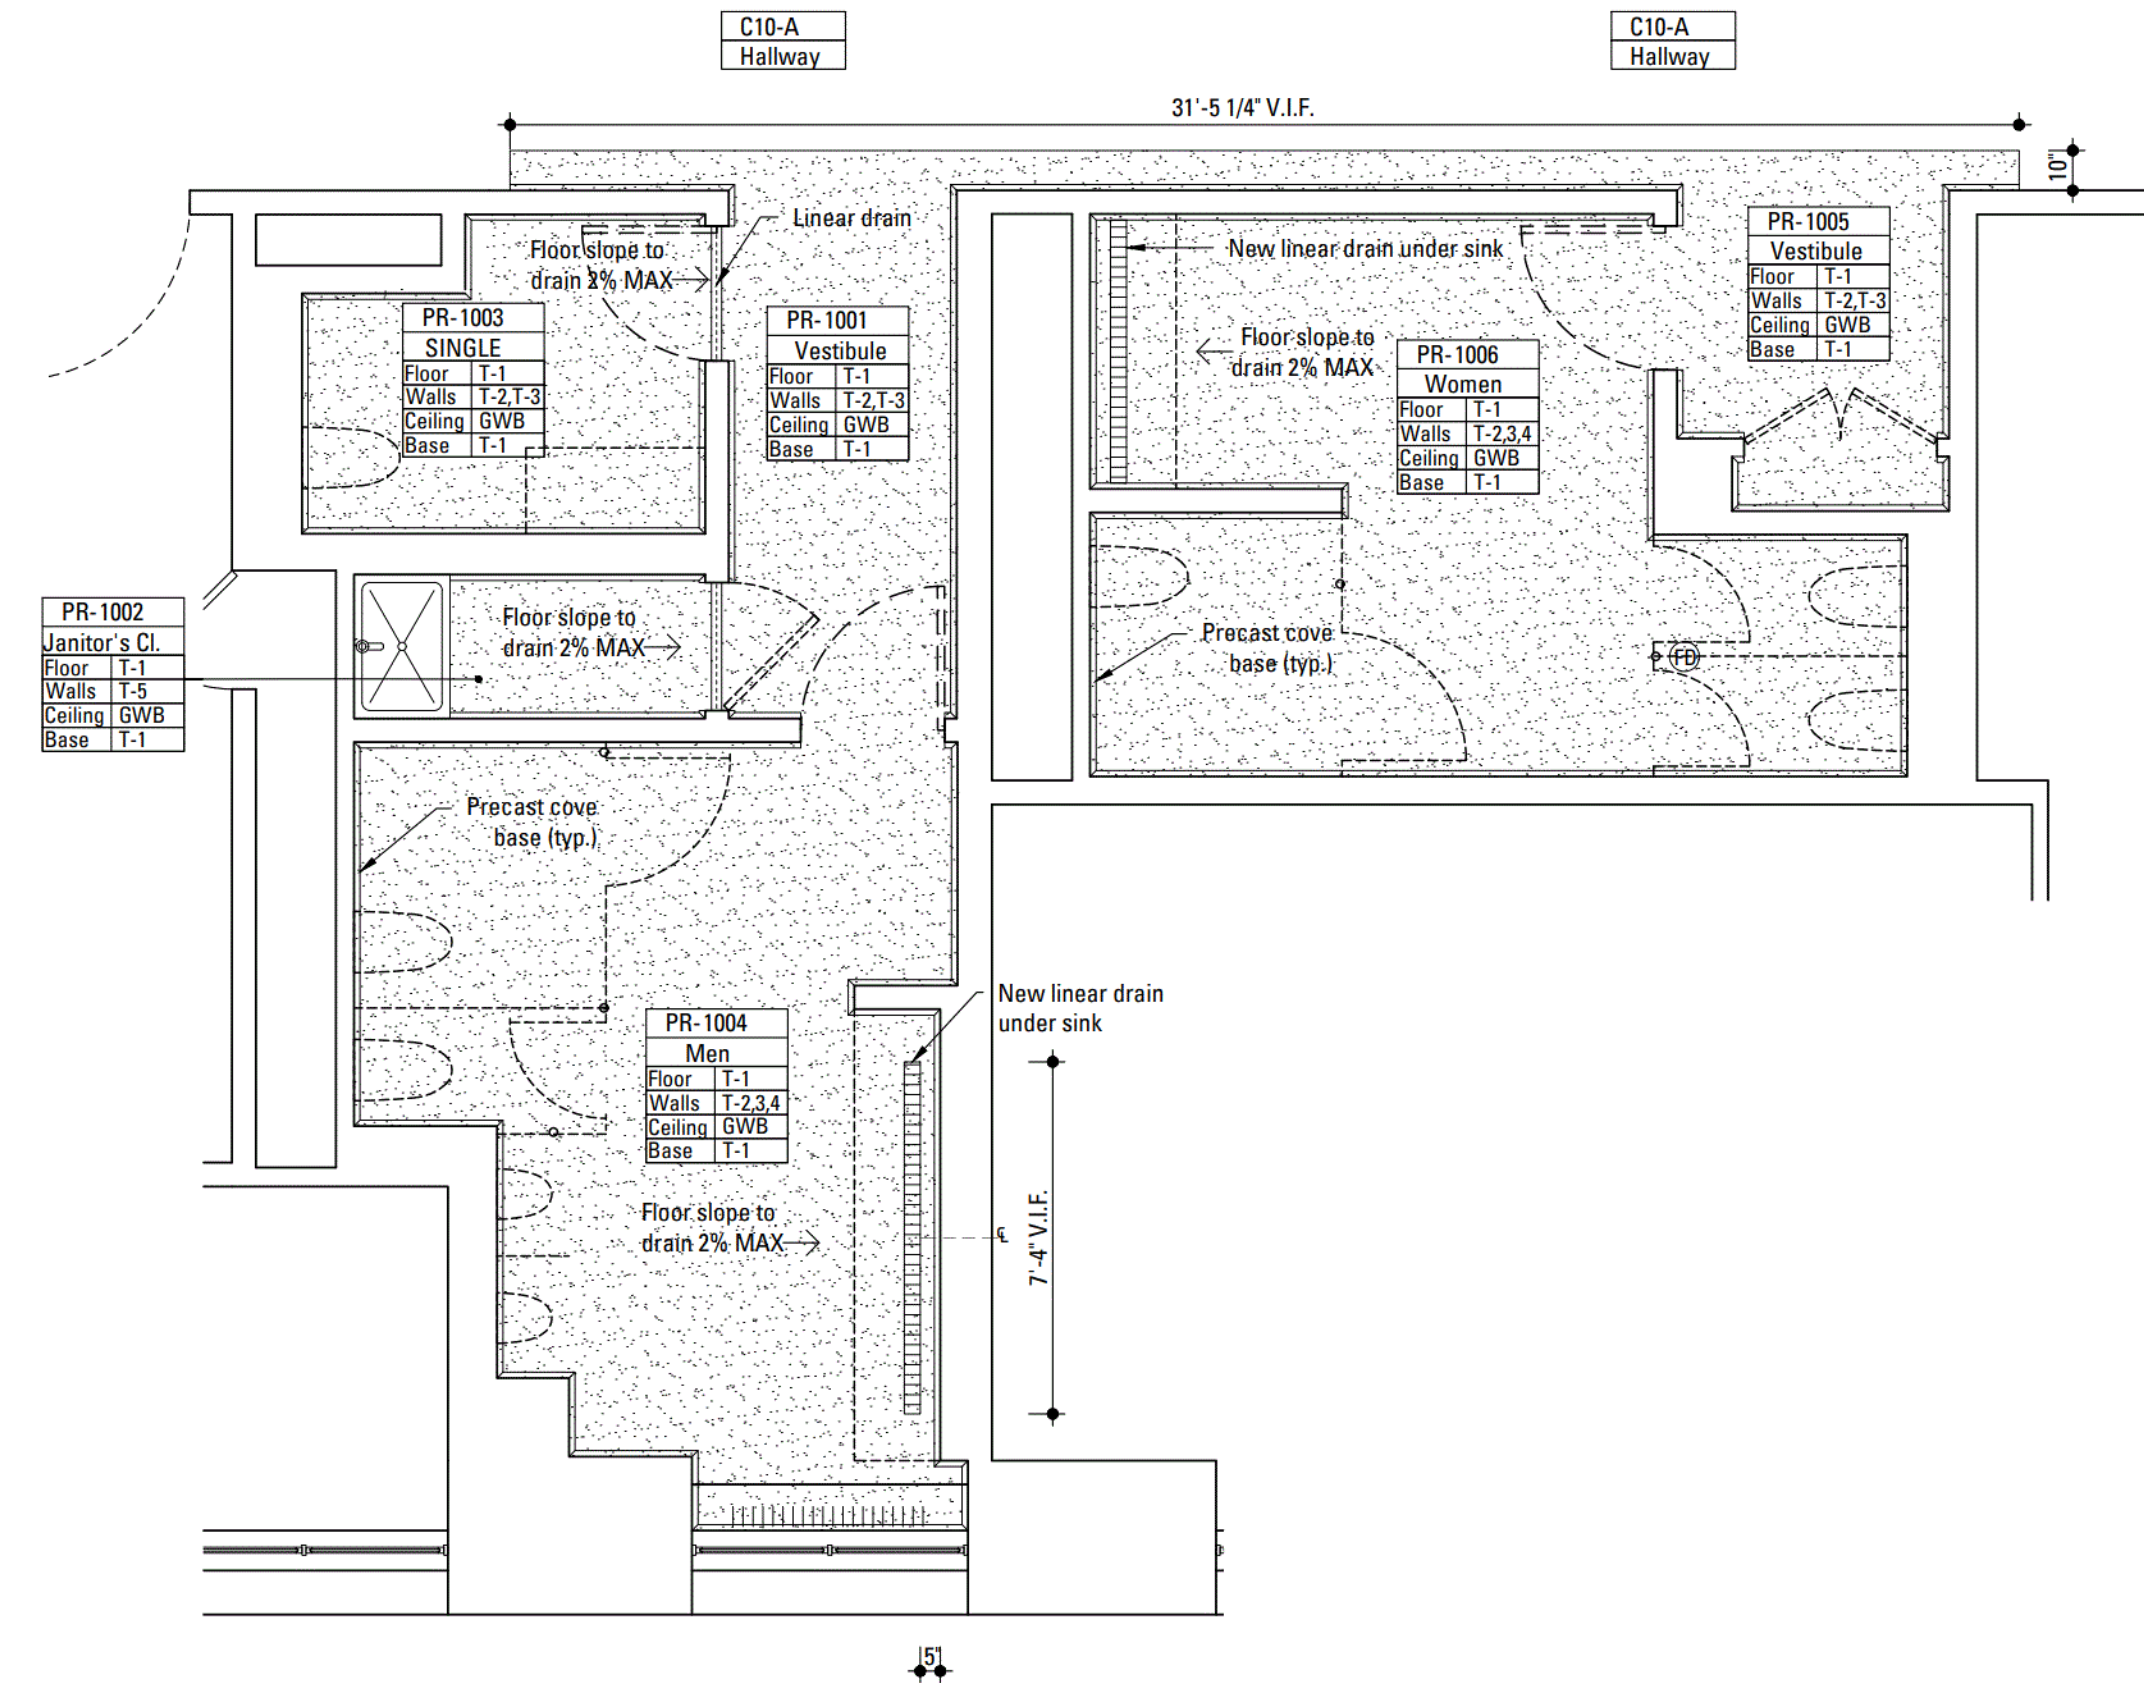 C10-A
Hallway
C10-A
Hallway
31'-5 1/4" V.I.F.
10"
Linear drain
Floor slope to
drain 2% MAX
PR-1003
SINGLE
Floor T-1
Walls T-2,T-3
Ceiling GWB
Base T-1
PR-1001
Vestibule
Floor T-1
Walls T-2,T-3
Ceiling GWB
Base T-1
New linear drain under sink
Floor slope to
drain 2% MAX
PR-1006
Women
Floor T-1
Walls T-2,3,4
Ceiling GWB
Base T-1
PR-1005
Vestibule
Floor T-1
Walls T-2,T-3
Ceiling GWB
Base T-1
PR-1002
Janitor's Cl.
Floor T-1
Walls T-5
Ceiling GWB
Base T-1
Floor slope to
drain 2% MAX
Precast cove
base (typ.)
FD
Precast cove
base (typ.)
New linear drain
under sink
PR-1004
Men
Floor T-1
Walls T-2,3,4
Ceiling GWB
Base T-1
Floor slope to
drain 2% MAX
℄
7'-4" V.I.F.
5"